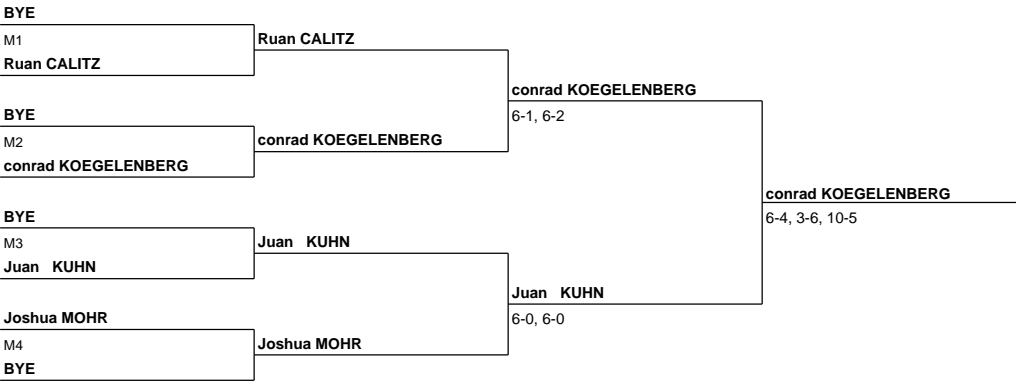 BYE
M1
Ruan CALITZ
BYE
M2
conrad KOEGELENBERG
BYE
M3
Juan KUHN
Joshua MOHR
M4
BYE
Ruan CALITZ
conrad KOEGELENBERG
Juan KUHN
Joshua MOHR
conrad KOEGELENBERG
6-1, 6-2
Juan KUHN
6-0, 6-0
conrad KOEGELENBERG
6-4, 3-6, 10-5